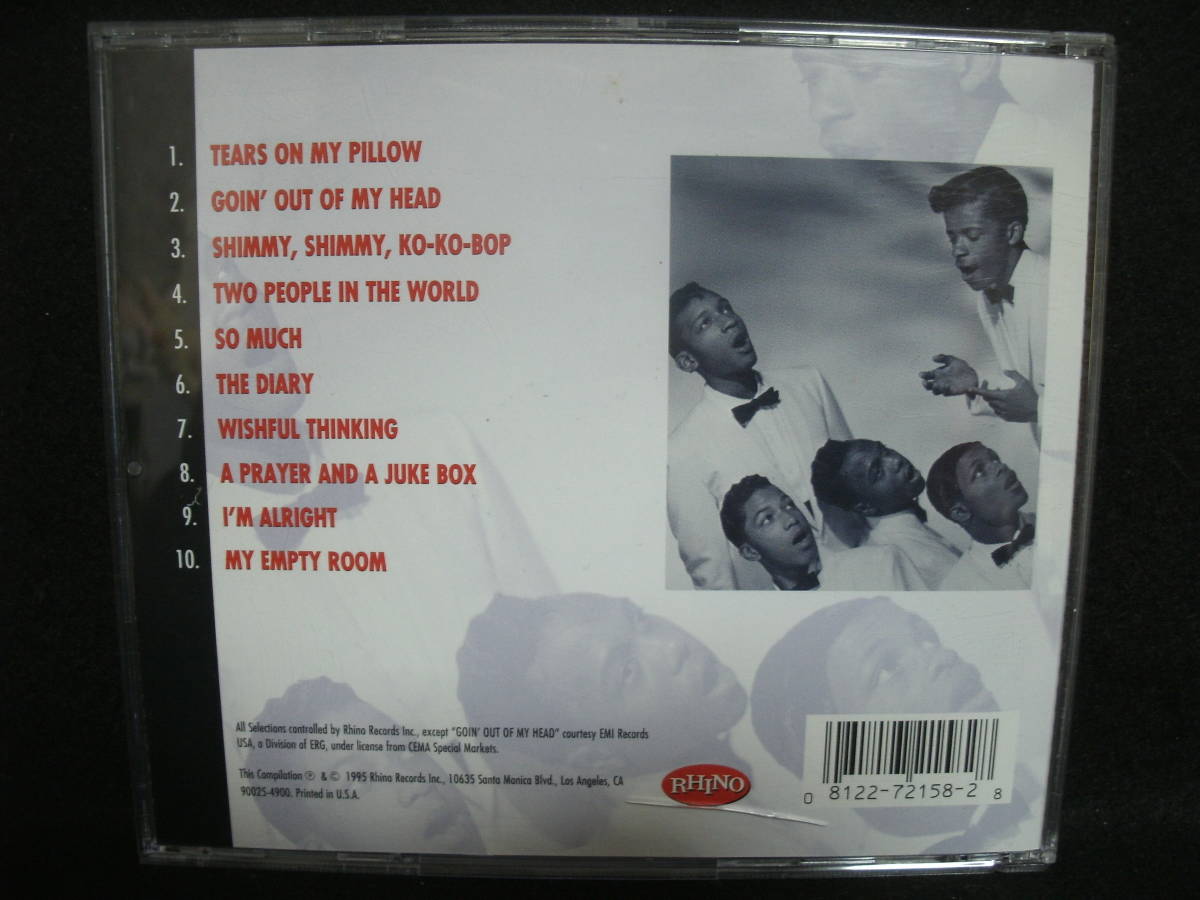 1. TEARS ON MY PILLOW
2. GOIN' OUT OF MY HEAD
3. SHIMMY, SHIMMY, KO-KO-BOP
4. TWO PEOPLE IN THE WORLD
5. SO MUCH
6. THE DIARY
7. WISHFUL THINKING
8. A PRAYER AND A JUKE BOX
9. I'M ALRIGHT
10. MY EMPTY ROOM
All Selections controlled by Rhino Records Inc., except "GOIN' OUT OF MY HEAD" courtesy EMI Records
USA, a Division of ERG, under license from CEMA Special Markets.
This Compilation ℗ & © 1995 Rhino Records Inc., 10635 Santa Monica Blvd., Los Angeles, CA
90025-4900. Printed in U.S.A.
RHINO
0 81227-72158-2 8